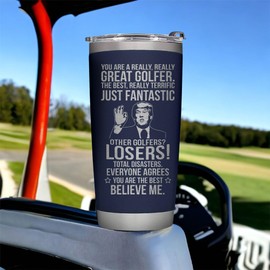 YOU ARE A REALLY, REALLY
GREAT GOLFER.
THE BEST, REALLY TERRIFIC
JUST FANTASTIC
OTHER GOLFERS?
LOSERS!
TOTAL DISASTERS.
EVERYONE AGREES
YOU ARE THE BEST
BELIEVE ME.